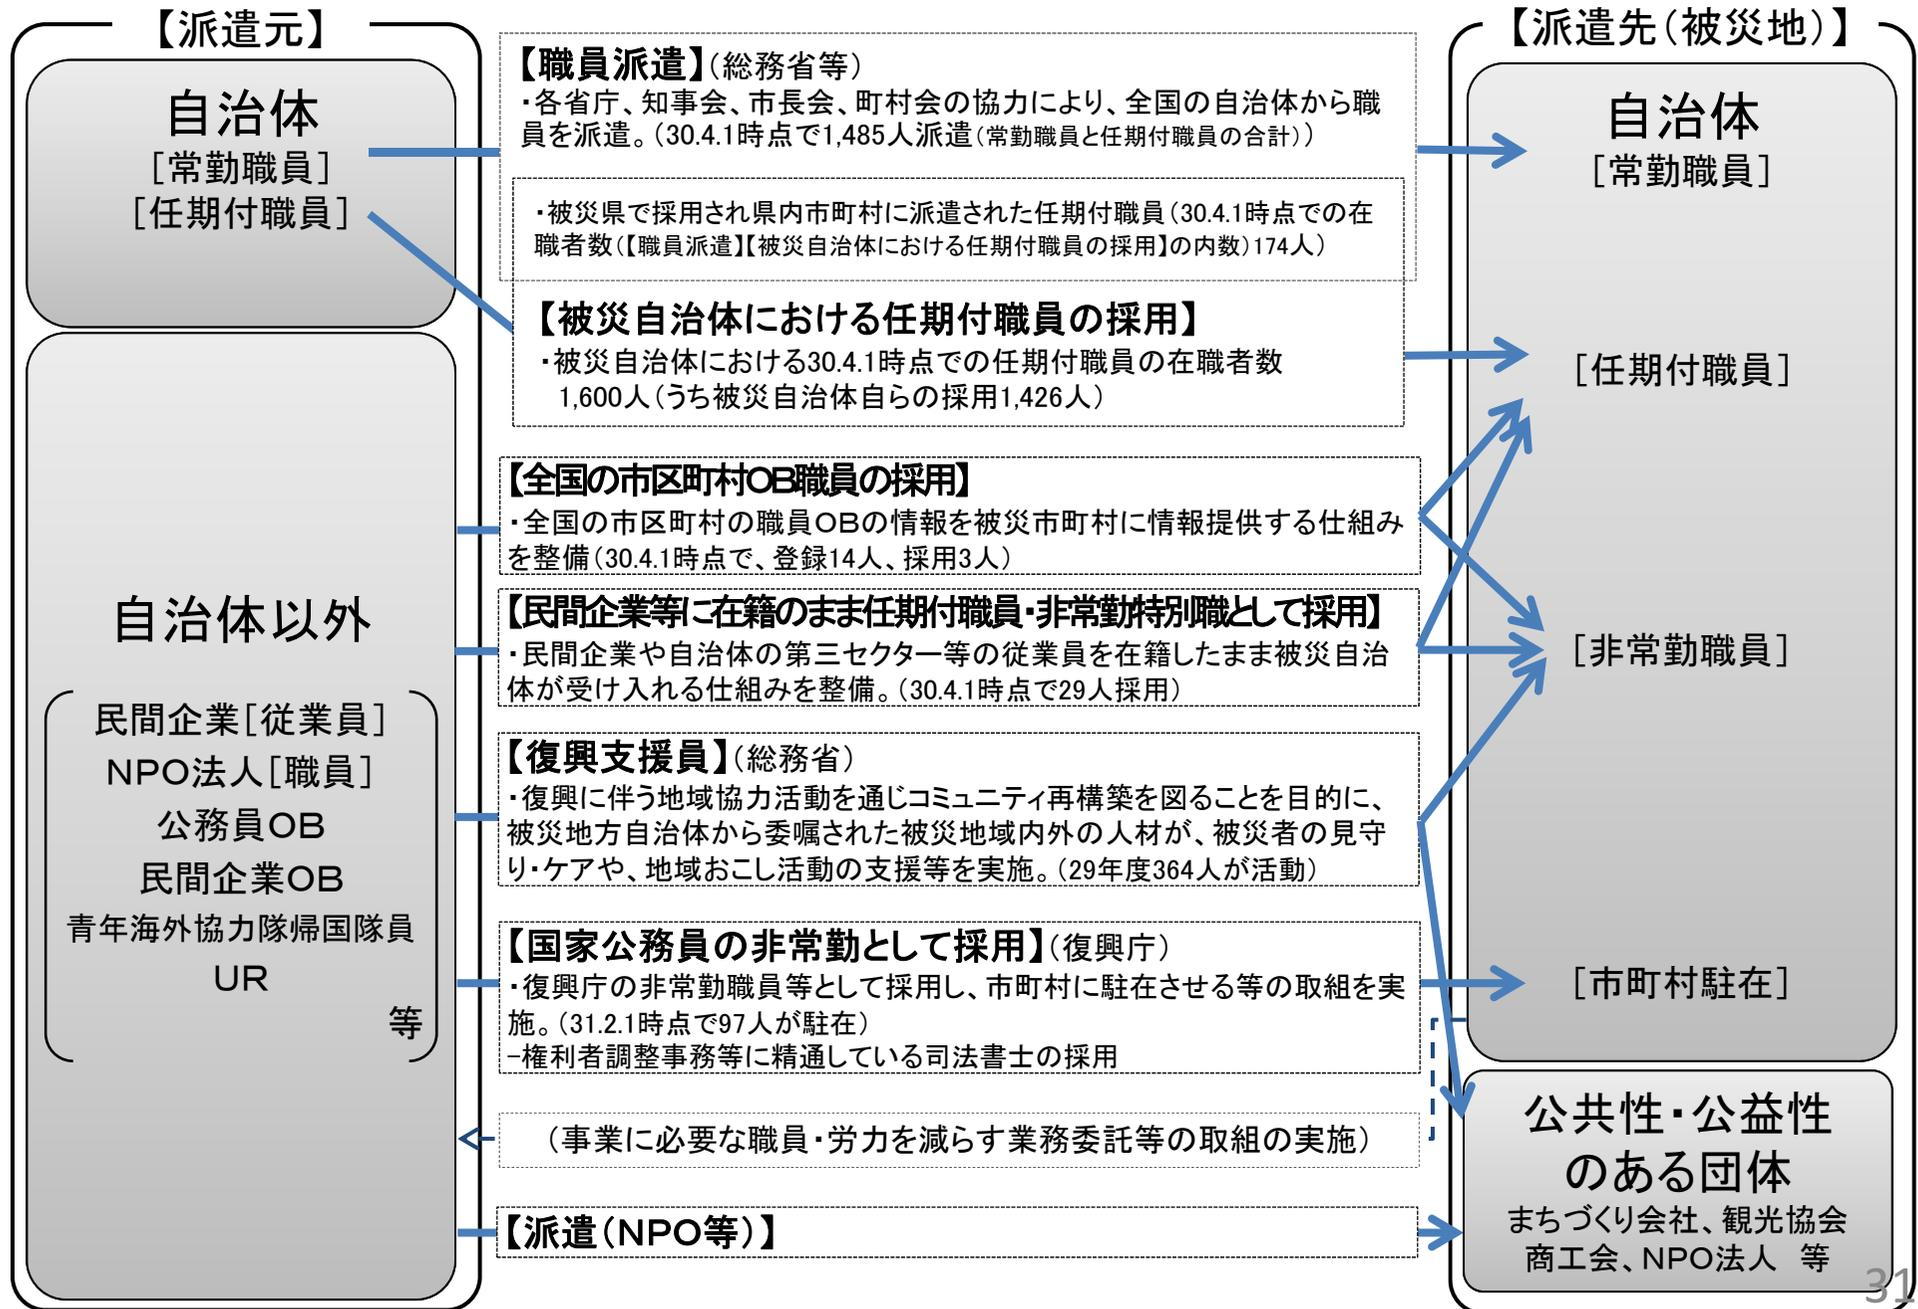 【派遣元】
自治体
[常勤職員]
[任期付職員]
自治体以外
民間企業[従業員]
NPO法人[職員]
公務員OB
民間企業OB
青年海外協力隊帰国隊員
UR
等
【職員派遣】(総務省等)
・各省庁、知事会、市長会、町村会の協力により、全国の自治体から職
員を派遣。(30.4.1時点で1,485人派遣(常勤職員と任期付職員の合計))
・被災県で採用され県内市町村に派遣された任期付職員(30.4.1時点での在
職者数(【職員派遣】【被災自治体における任期付職員の採用】の内数)174人)
【被災自治体における任期付職員の採用】
・被災自治体における30.4.1時点での任期付職員の在職者数
1,600人(うち被災自治体自らの採用1,426人)
【全国の市区町村OB職員の採用】
・全国の市区町村の職員OBの情報を被災市町村に情報提供する仕組み
を整備(30.4.1時点で、登録14人、採用3人)
【民間企業等に在籍のまま任期付職員・非常勤特別職として採用】
・民間企業や自治体の第三セクター等の従業員を在籍したまま被災自治
体が受け入れる仕組みを整備。(30.4.1時点で29人採用)
【復興支援員】(総務省)
・復興に伴う地域協力活動を通じコミュニティ再構築を図ることを目的に、
被災地方自治体から委嘱された被災地域内外の人材が、被災者の見守
り・ケアや、地域おこし活動の支援等を実施。(29年度364人が活動)
【国家公務員の非常勤として採用】(復興庁)
・復興庁の非常勤職員等として採用し、市町村に駐在させる等の取組を実
施。(31.2.1時点で97人が駐在)
-権利者調整事務等に精通している司法書士の採用
(事業に必要な職員・労力を減らす業務委託等の取組の実施)
【派遣(NPO等)】
【派遣先(被災地)】
自治体
[常勤職員]
[任期付職員]
[非常勤職員]
[市町村駐在]
公共性・公益性
のある団体
まちづくり会社、観光協会
商工会、NPO法人 等
31